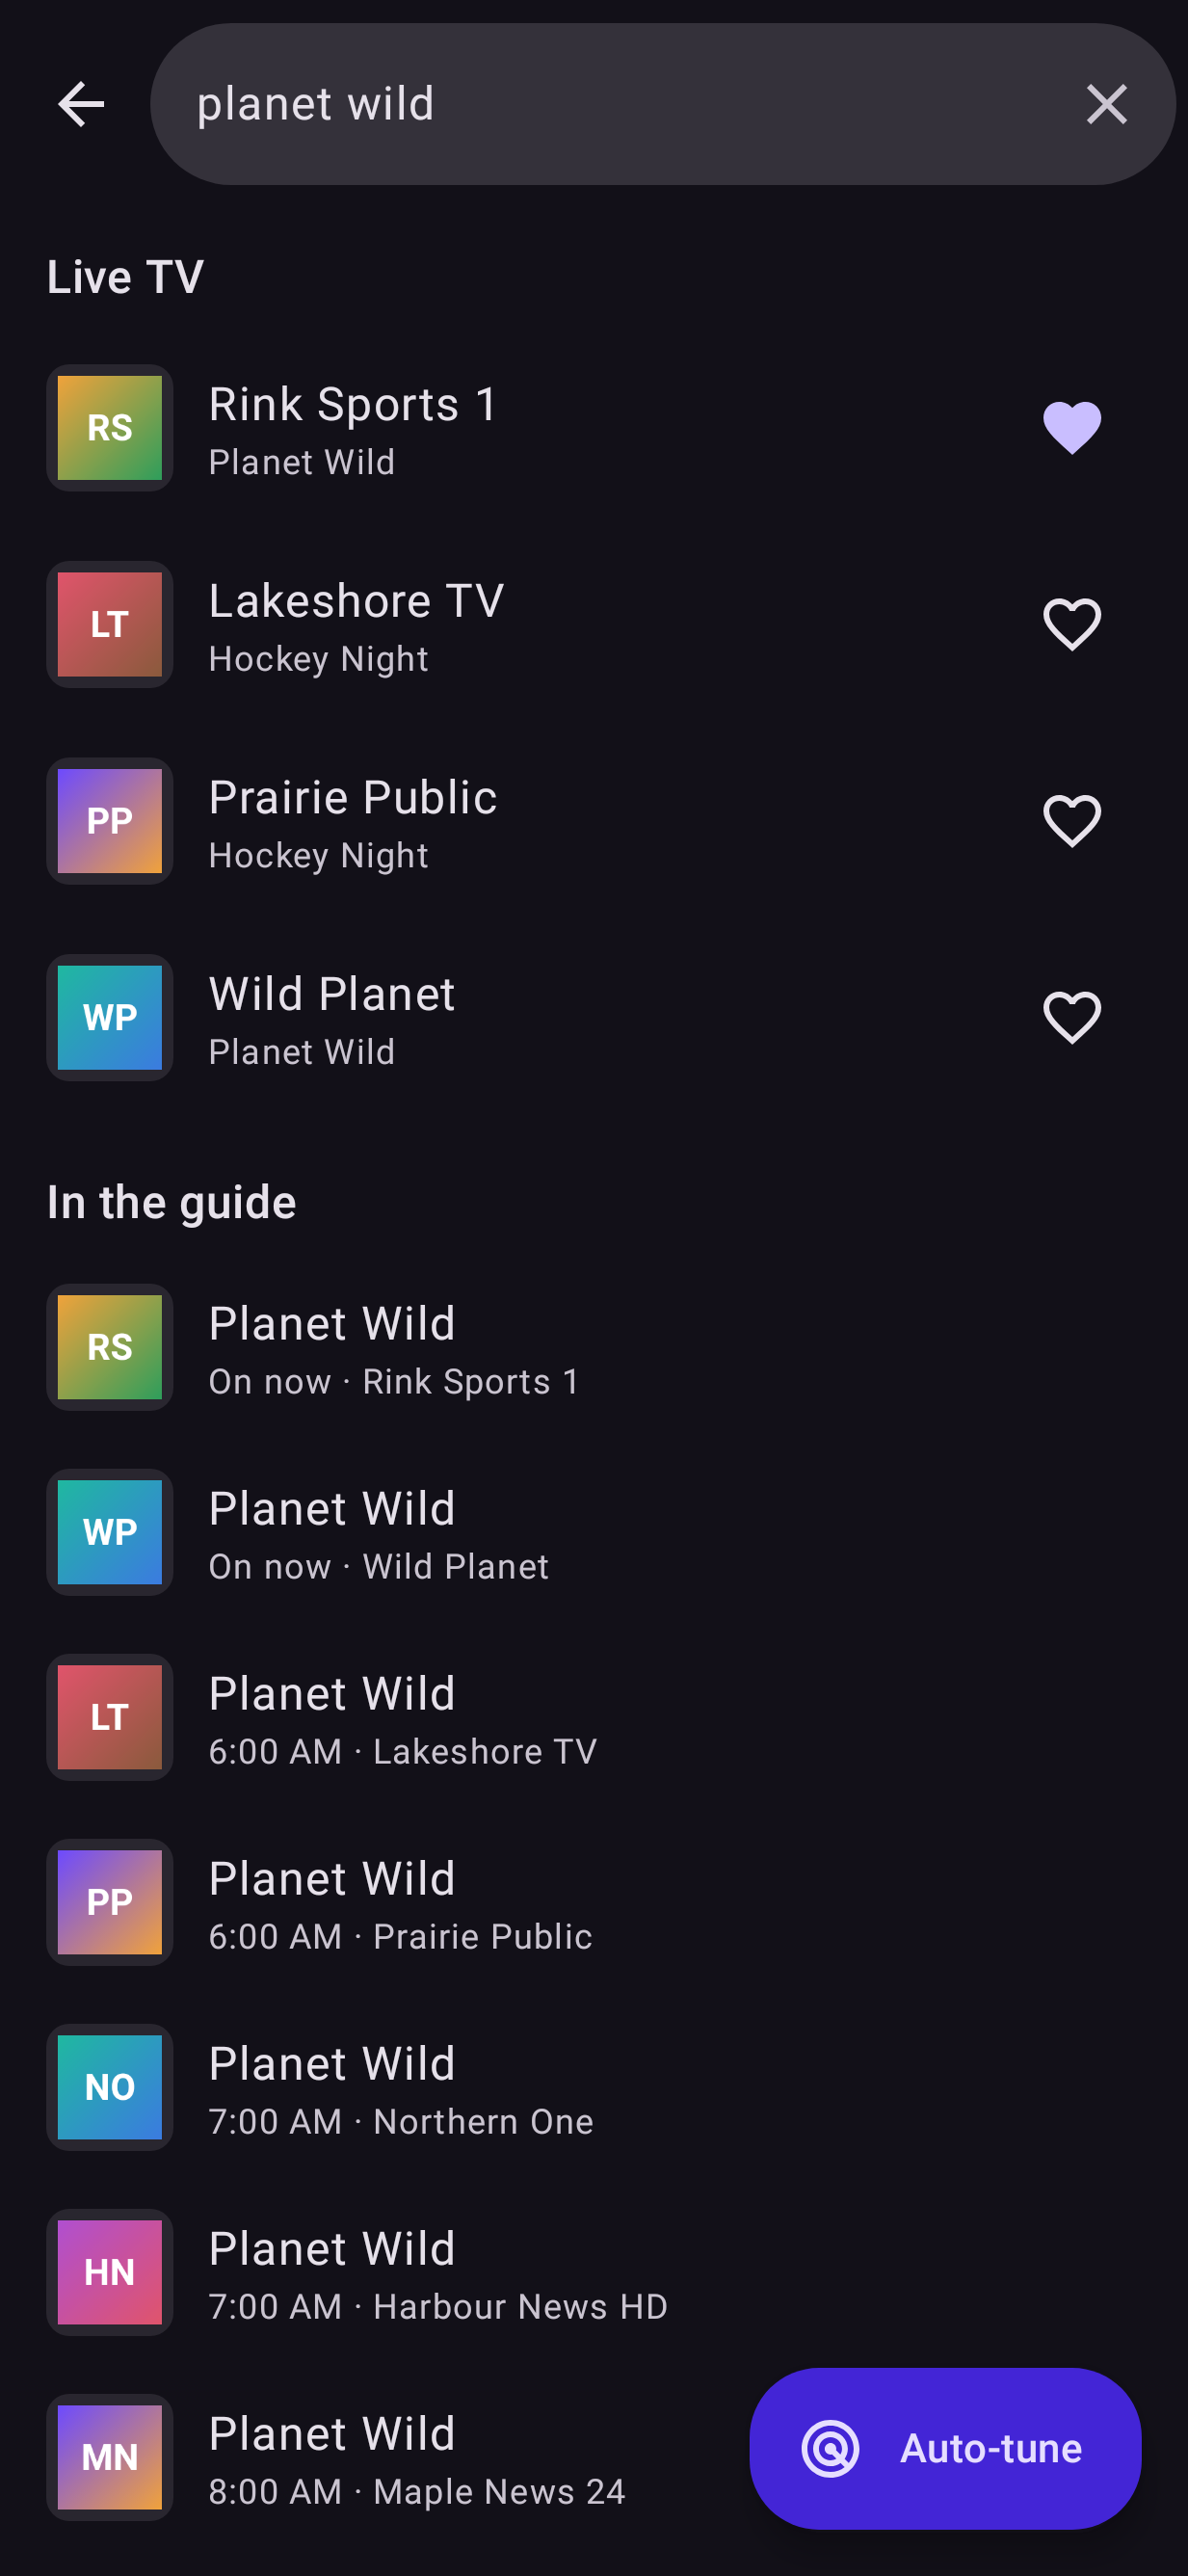 planet wild
Live TV
RS
Rink Sports 1
Planet Wild
LT
Lakeshore TV
Hockey Night
PP
Prairie Public
Hockey Night
WP
Wild Planet
Planet Wild
In the guide
RS
Planet Wild
On now · Rink Sports 1
WP
Planet Wild
On now · Wild Planet
LT
Planet Wild
6:00 AM · Lakeshore TV
PP
Planet Wild
6:00 AM · Prairie Public
NO
Planet Wild
7:00 AM · Northern One
HN
Planet Wild
7:00 AM · Harbour News HD
MN
Planet Wild
8:00 AM · Maple News 24
Auto-tune